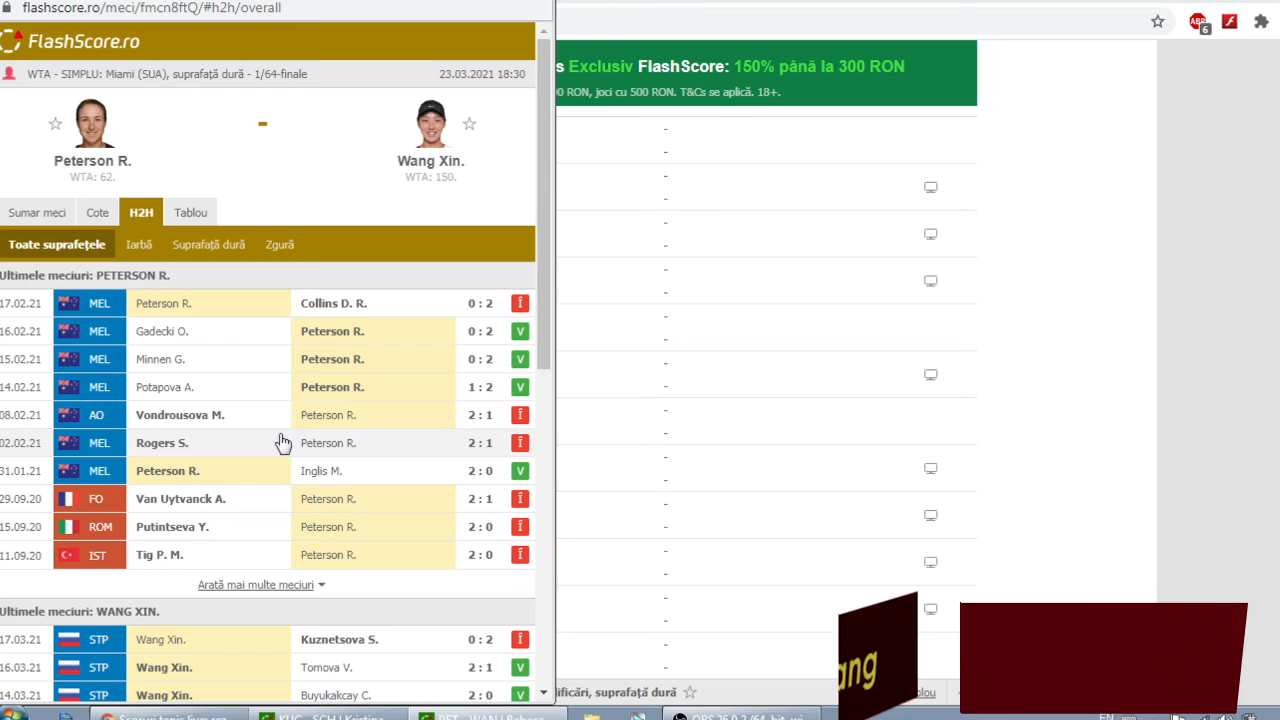 flashscore.ro/meci/fmcn8ftQ/#h2h/overall
FlashScore.ro
WTA - SIMPLU: Miami (SUA), suprafață dură - 1/64-finale 23.03.2021 18:30
Peterson R. - Wang Xin.
WTA: 62. WTA: 150.
Sumar meci Cote H2H Tablou
Toate suprafețele Iarbă Suprafață dură Zgură
Ultimele meciuri: PETERSON R.
17.02.21 MEL Peterson R. Collins D. R. 0 : 2 Î
16.02.21 MEL Gadecki O. Peterson R. 0 : 2 V
15.02.21 MEL Minnen G. Peterson R. 0 : 2 V
14.02.21 MEL Potapova A. Peterson R. 1 : 2 V
08.02.21 AO Vondrousova M. Peterson R. 2 : 1 Î
02.02.21 MEL Rogers S. Peterson R. 2 : 1 Î
31.01.21 MEL Peterson R. Inglis M. 2 : 0 V
29.09.20 FO Van Uytvanck A. Peterson R. 2 : 1 Î
15.09.20 ROM Putintseva Y. Peterson R. 2 : 0 Î
11.09.20 IST Tig P. M. Peterson R. 2 : 0 Î
Arată mai multe meciuri
Ultimele meciuri: WANG XIN.
17.03.21 STP Wang Xin. Kuznetsova S. 0 : 2 Î
16.03.21 STP Wang Xin. Tomova V. 2 : 1 V
14.03.21 STP Wang Xin. Buyukakcay C. 2 : 0 V
ABP
6
s Exclusiv FlashScore: 150% până la 300 RON
00 RON, joci cu 500 RON. T&Cs se aplică. 18+.
ang
ificări, suprafață dură
blou
EN